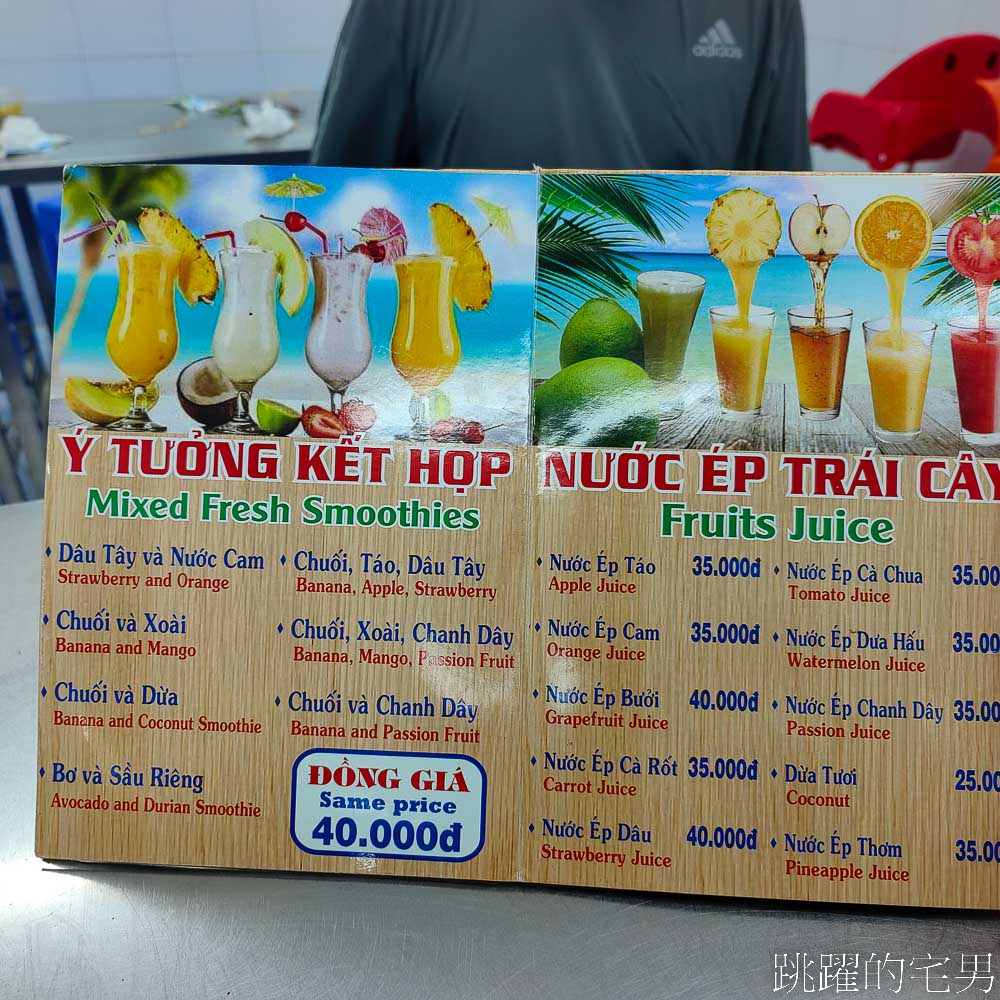 adidas
Ý TƯỞNG KẾT HỢP
Mixed Fresh Smoothies
Dâu Tây và Nước Cam
Strawberry and Orange
Chuối và Xoài
Banana and Mango
Chuối và Dừa
Banana and Coconut Smoothie
Bơ và Sầu Riêng
Avocado and Durian Smoothie
Chuối, Táo, Dâu Tây
Banana, Apple, Strawberry
Chuối, Xoài, Chanh Dây
Banana, Mango, Passion Fruit
Chuối và Chanh Dây
Banana and Passion Fruit
ĐỒNG GIÁ
Same price
40.000đ
NƯỚC ÉP TRÁI CÂY
Fruits Juice
Nước Ép Táo 35.000đ
Apple Juice
Nước Ép Cam 35.000đ
Orange Juice
Nước Ép Bưởi 40.000đ
Grapefruit Juice
Nước Ép Cà Rốt 35.000đ
Carrot Juice
Nước Ép Dâu 40.000đ
Strawberry Juice
Nước Ép Cà Chua 35.00
Tomato Juice
Nước Ép Dưa Hấu 35.00
Watermelon Juice
Nước Ép Chanh Dây 35.00
Passion Juice
Dừa Tươi 25.00
Coconut
Nước Ép Thơm 35.00
Pineapple Juice
跳躍的宅男